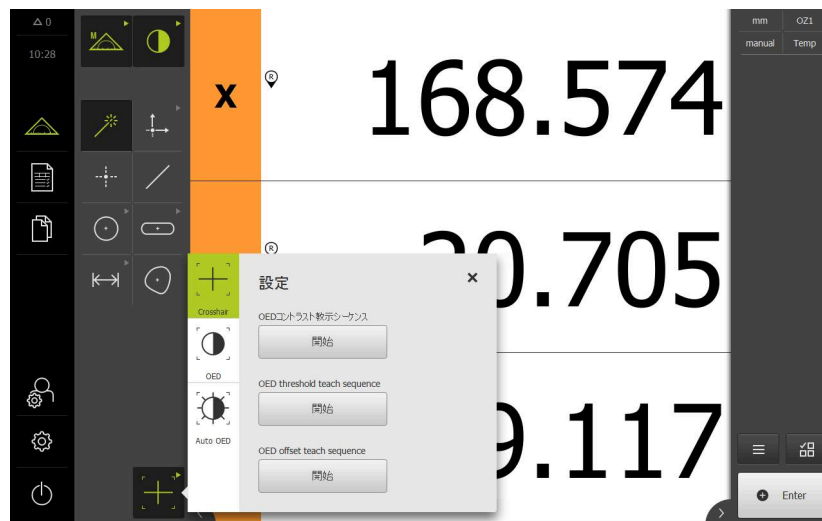 0
mm OZ1
10:28
manual Temp
M
X R 168.574
R
0.705
設定
Crosshair
OEDコントラスト教示シーケンス
開始
OED
OED threshold teach sequence
開始
Auto OED
9.117
OED offset teach sequence
開始
Enter